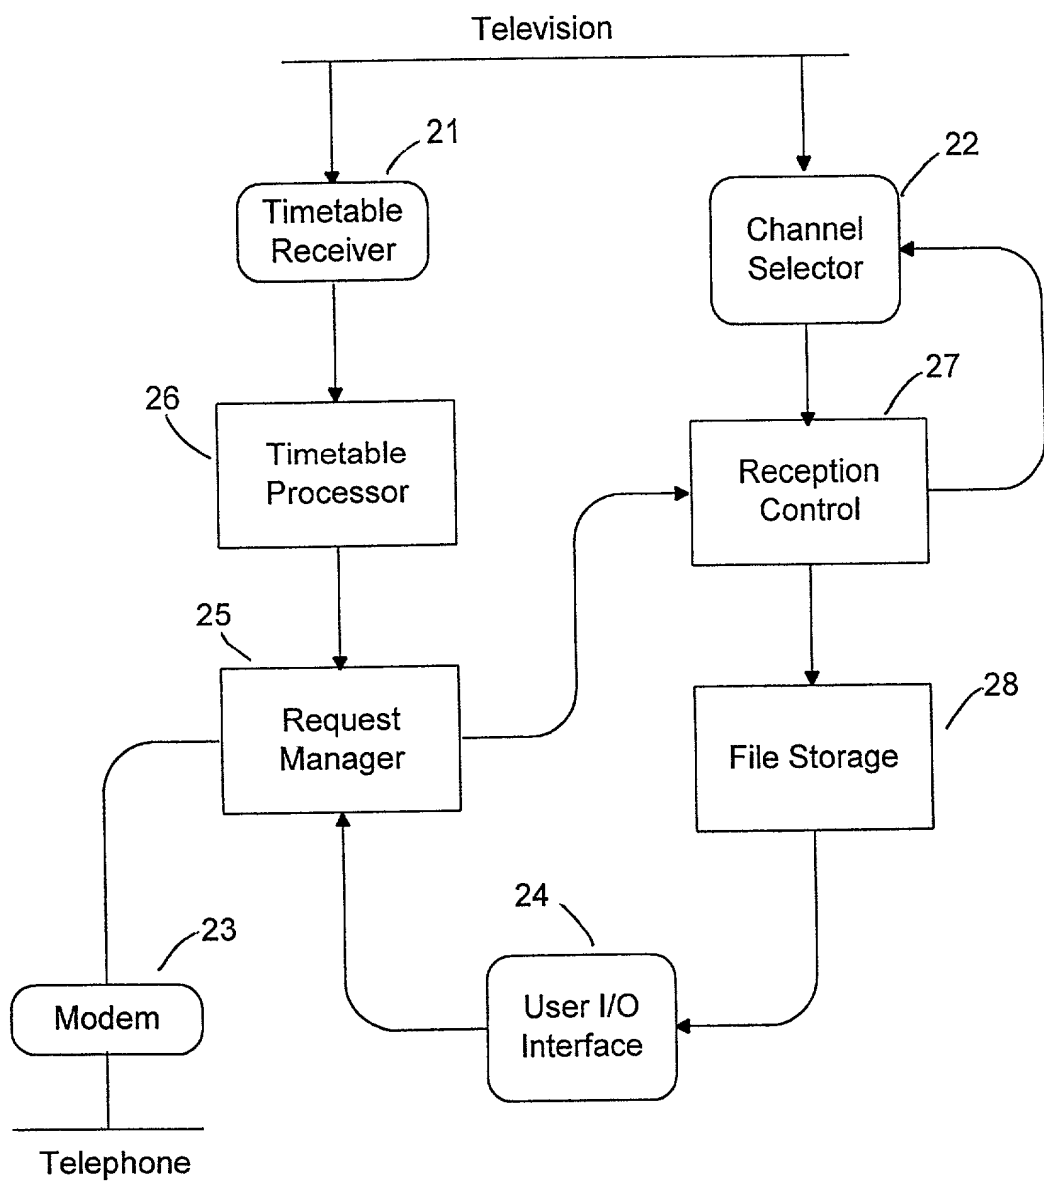 Television
21
22
Timetable
Receiver
Channel
Selector
26
27
Timetable
Processor
Reception
Control
25
28
Request
Manager
File Storage
24
23
Modem
User I/O
Interface
Telephone